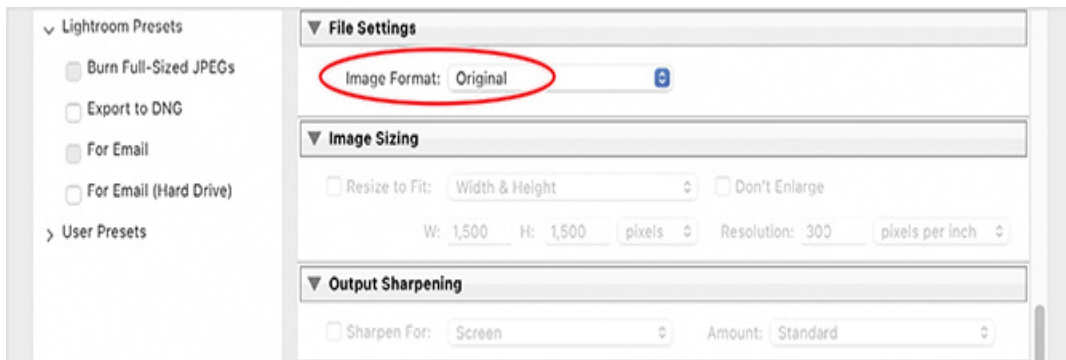 Lightroom Presets
Burn Full-Sized JPEGs
Export to DNG
For Email
For Email (Hard Drive)
User Presets
File Settings
Image Format: Original
Image Sizing
Resize to Fit: Width & Height Don't Enlarge
W: 1,500 H: 1,500 pixels Resolution: 300 pixels per inch
Output Sharpening
Sharpen For: Screen Amount: Standard